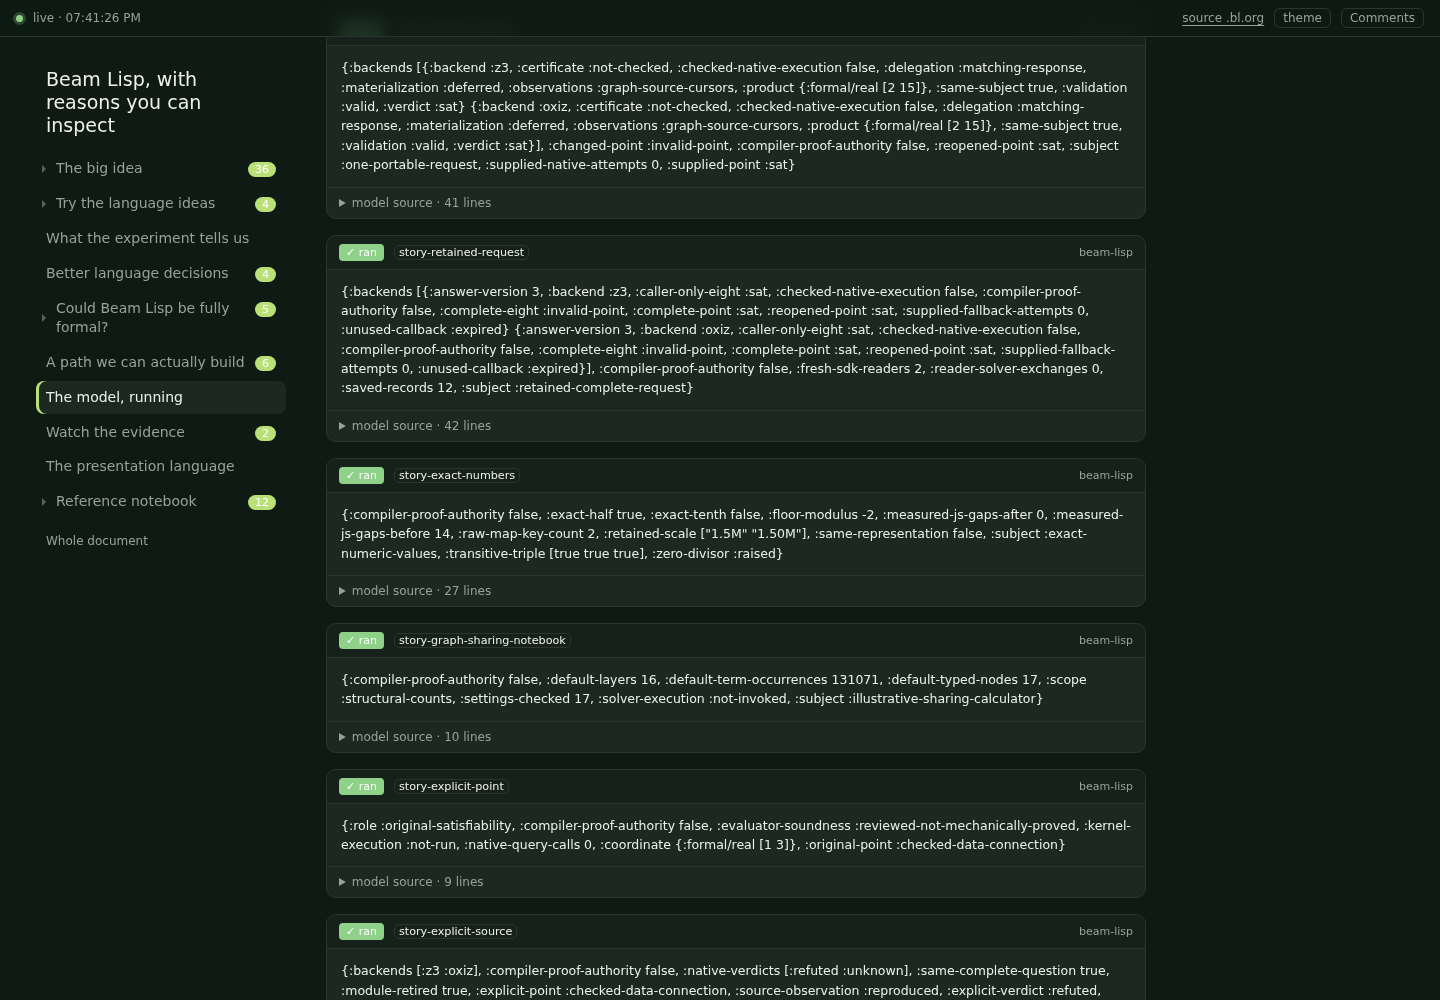 live · 07:41:26 PM
source .bl.org
theme
Comments
Beam Lisp, with
reasons you can
inspect
The big idea 36
Try the language ideas 4
What the experiment tells us
Better language decisions 4
Could Beam Lisp be fully
formal? 5
A path we can actually build 6
The model, running
Watch the evidence 2
The presentation language
Reference notebook 12
Whole document
{:backends [{:backend :z3, :certificate :not-checked, :checked-native-execution false, :delegation :matching-response,
:materialization :deferred, :observations :graph-source-cursors, :product {:formal/real [2 15]}, :same-subject true, :validation
:valid, :verdict :sat} {:backend :oxiz, :certificate :not-checked, :checked-native-execution false, :delegation :matching-
response, :materialization :deferred, :observations :graph-source-cursors, :product {:formal/real [2 15]}, :same-subject true,
:validation :valid, :verdict :sat}], :changed-point :invalid-point, :compiler-proof-authority false, :reopened-point :sat, :subject
:one-portable-request, :supplied-native-attempts 0, :supplied-point :sat}
▶ model source · 41 lines
✓ ran story-retained-request beam-lisp
{:backends [{:answer-version 3, :backend :z3, :caller-only-eight :sat, :checked-native-execution false, :compiler-proof-
authority false, :complete-eight :invalid-point, :complete-point :sat, :reopened-point :sat, :supplied-fallback-attempts 0,
:unused-callback :expired} {:answer-version 3, :backend :oxiz, :caller-only-eight :sat, :checked-native-execution false,
:compiler-proof-authority false, :complete-eight :invalid-point, :complete-point :sat, :reopened-point :sat, :supplied-fallback-
attempts 0, :unused-callback :expired}], :compiler-proof-authority false, :fresh-sdk-readers 2, :reader-solver-exchanges 0,
:saved-records 12, :subject :retained-complete-request}
▶ model source · 42 lines
✓ ran story-exact-numbers beam-lisp
{:compiler-proof-authority false, :exact-half true, :exact-tenth false, :floor-modulus -2, :measured-js-gaps-after 0, :measured-
js-gaps-before 14, :raw-map-key-count 2, :retained-scale ["1.5M" "1.50M"], :same-representation false, :subject :exact-
numeric-values, :transitive-triple [true true true], :zero-divisor :raised}
▶ model source · 27 lines
✓ ran story-graph-sharing-notebook beam-lisp
{:compiler-proof-authority false, :default-layers 16, :default-term-occurrences 131071, :default-typed-nodes 17, :scope
:structural-counts, :settings-checked 17, :solver-execution :not-invoked, :subject :illustrative-sharing-calculator}
▶ model source · 10 lines
✓ ran story-explicit-point beam-lisp
{:role :original-satisfiability, :compiler-proof-authority false, :evaluator-soundness :reviewed-not-mechanically-proved, :kernel-
execution :not-run, :native-query-calls 0, :coordinate {:formal/real [1 3]}, :original-point :checked-data-connection}
▶ model source · 9 lines
✓ ran story-explicit-source beam-lisp
{:backends [:z3 :oxiz], :compiler-proof-authority false, :native-verdicts [:refuted :unknown], :same-complete-question true,
:module-retired true, :explicit-point :checked-data-connection, :source-observation :reproduced, :explicit-verdict :refuted,